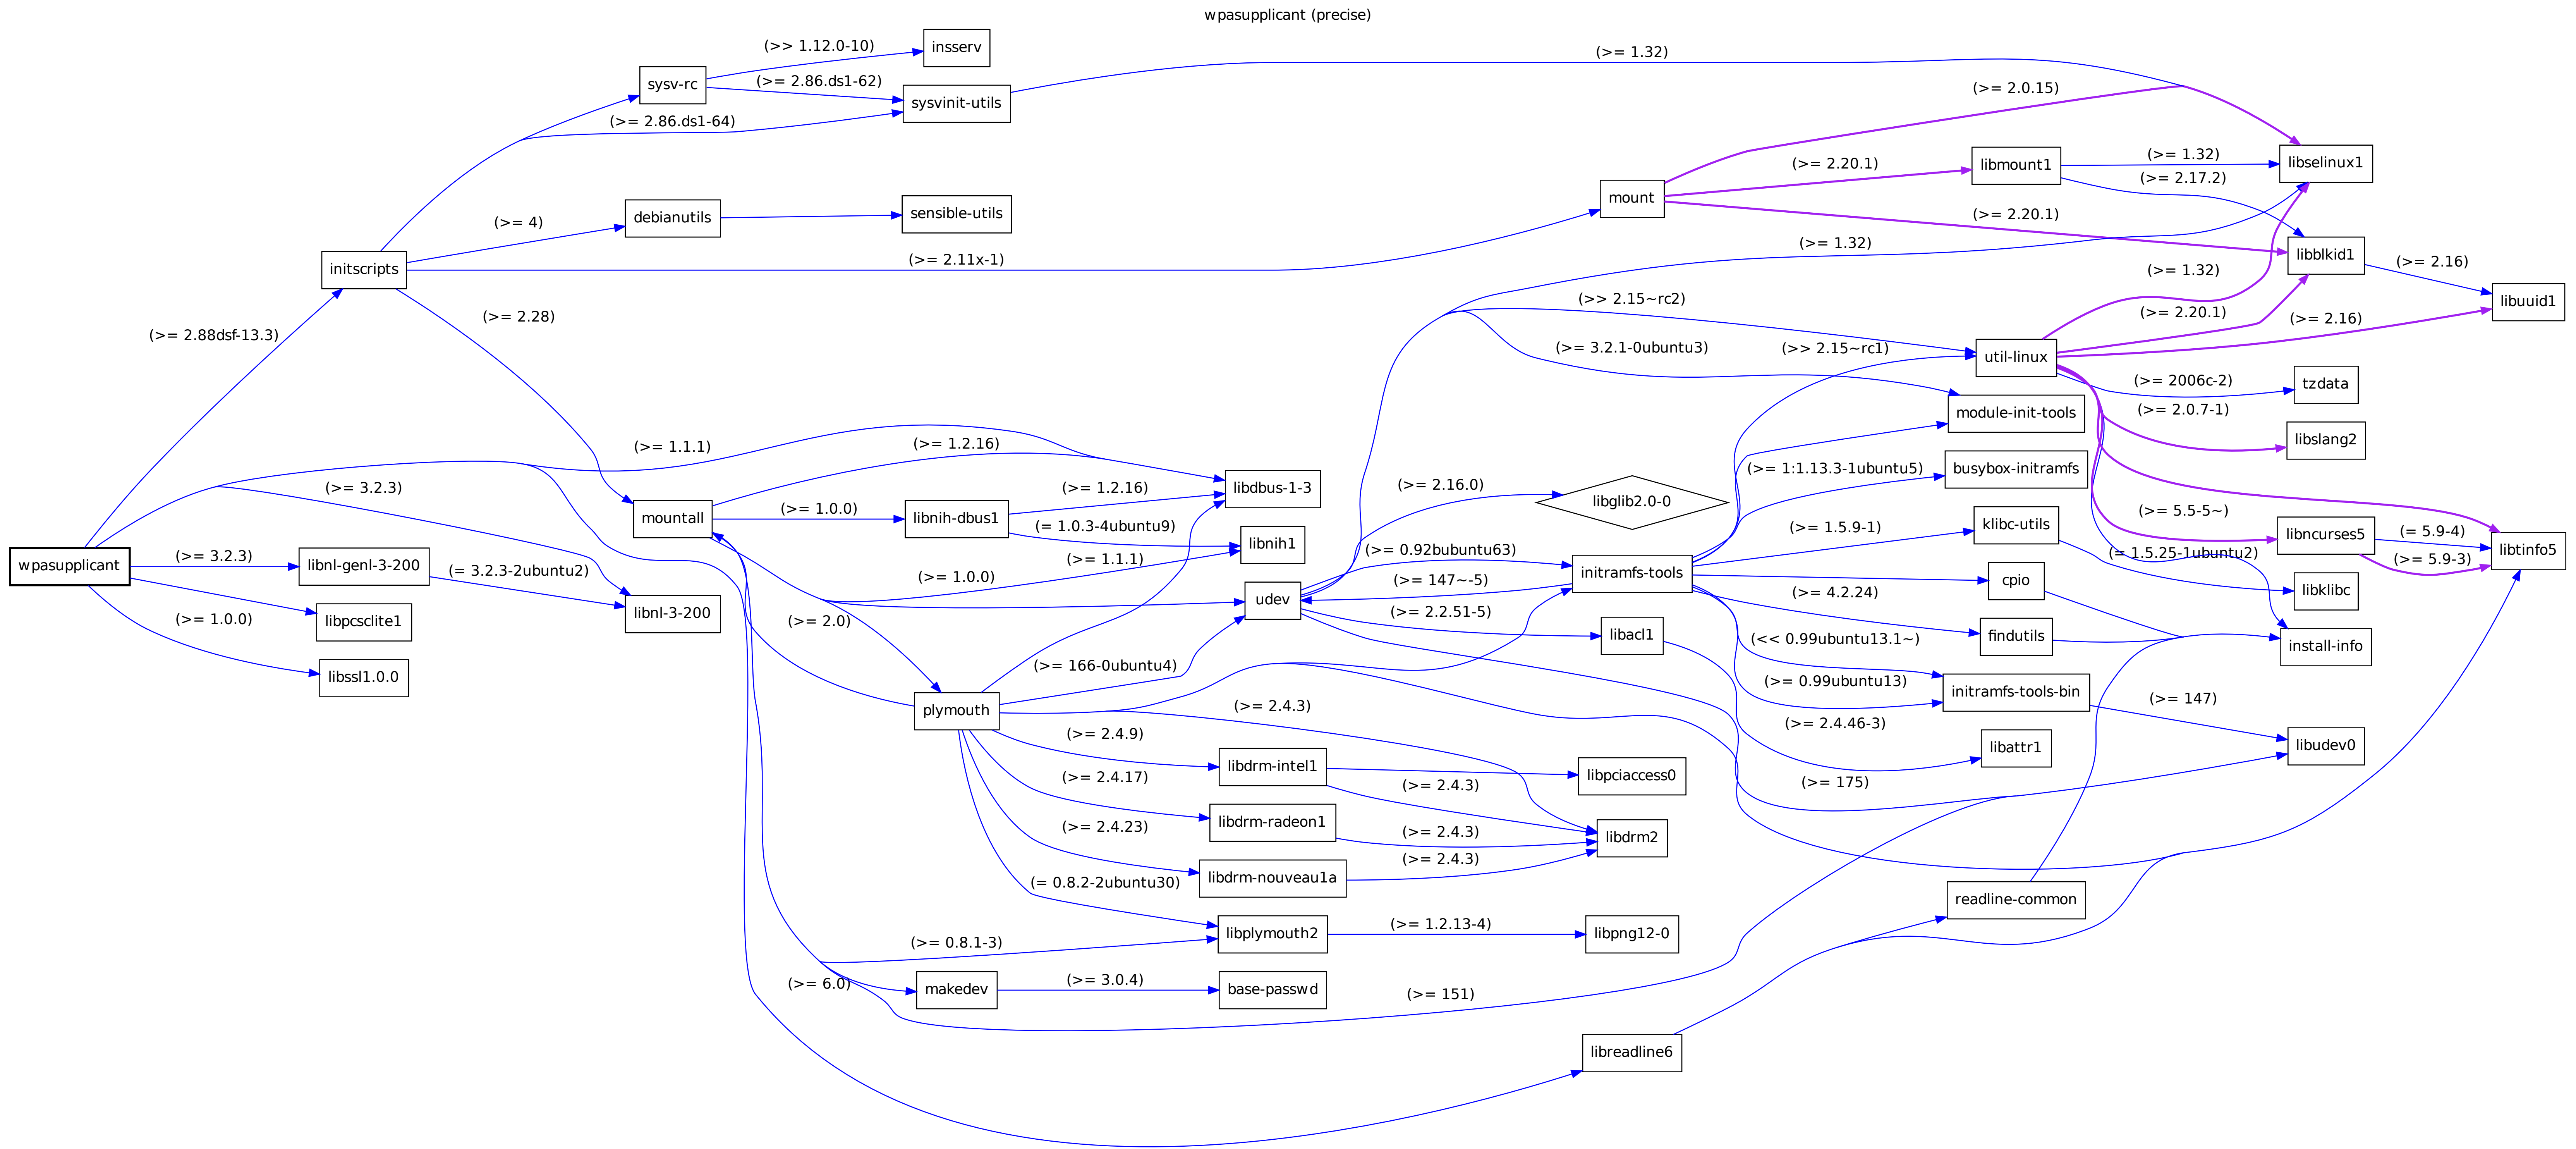 wpasupplicant (precise)
(>> 1.12.0-10)
insserv
(>= 1.32)
sysv-rc
(>= 2.86.ds1-62)
(>= 2.0.15)
sysvinit-utils
(>= 2.86.ds1-64)
(>= 1.32)
libmount1
(>= 2.20.1)
libselinux1
(>= 2.17.2)
mount
debianutils
sensible-utils
(>= 4)
(>= 2.20.1)
(>= 1.32)
libblkid1
(>= 2.11x-1)
initscripts
(>= 1.32)
(>= 2.16)
(>> 2.15~rc2)
libuuid1
(>= 2.20.1)
(>= 2.28)
(>= 2.16)
(>= 2.88dsf-13.3)
(>= 3.2.1-0ubuntu3)
(>> 2.15~rc1)
util-linux
(>= 2006c-2)
tzdata
(>= 2.0.7-1)
module-init-tools
(>= 1.1.1)
(>= 1.2.16)
libslang2
(>= 1:1.13.3-1ubuntu5)
busybox-initramfs
(>= 3.2.3)
(>= 1.2.16)
libdbus-1-3
(>= 2.16.0)
libglib2.0-0
(>= 1.0.0)
libnih-dbus1
mountall
(>= 5.5-5~)
(= 1.0.3-4ubuntu9)
(>= 1.5.9-1)
klibc-utils
libncurses5
(= 5.9-4)
libnih1
(>= 0.92bubuntu63)
(= 1.5.25-1ubuntu2)
libtinfo5
(>= 3.2.3)
(>= 1.1.1)
(>= 5.9-3)
wpasupplicant
libnl-genl-3-200
(= 3.2.3-2ubuntu2)
(>= 1.0.0)
(>= 147~-5)
initramfs-tools
cpio
libklibc
udev
(>= 4.2.24)
libnl-3-200
(>= 2.2.51-5)
(>= 1.0.0)
libpcsclite1
(>= 2.0)
libacl1
(<< 0.99ubuntu13.1~)
findutils
install-info
(>= 166-0ubuntu4)
libssl1.0.0
(>= 0.99ubuntu13)
initramfs-tools-bin
(>= 147)
plymouth
(>= 2.4.3)
(>= 2.4.46-3)
(>= 2.4.9)
libattr1
libudev0
libdrm-intel1
libpciaccess0
(>= 2.4.17)
(>= 2.4.3)
(>= 175)
libdrm-radeon1
(>= 2.4.23)
(>= 2.4.3)
libdrm2
(>= 2.4.3)
libdrm-nouveau1a
(= 0.8.2-2ubuntu30)
readline-common
libplymouth2
(>= 1.2.13-4)
libpng12-0
(>= 0.8.1-3)
(>= 6.0)
makedev
(>= 3.0.4)
base-passwd
(>= 151)
libreadline6